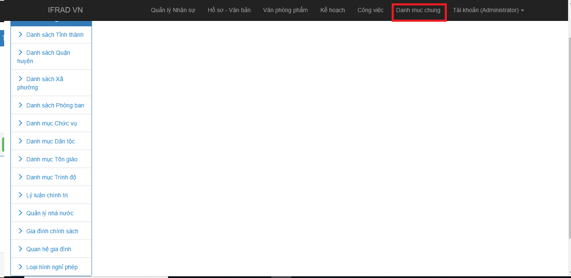 IFRAD VN
Quản lý Nhân sự
Hồ sơ - Văn bản
Văn phòng phẩm
Kế hoạch
Công việc
Danh mục chung
Tài khoản (Administrator)
Danh sách Tỉnh thành
Danh sách Quận
huyện
Danh sách Xã
phường
Danh sách Phòng ban
Danh mục Chức vụ
Danh mục Dân tộc
Danh mục Tôn giáo
Danh mục Trình độ
Lý luận chính trị
Quản lý nhà nước
Gia đình chính sách
Quan hệ gia đình
Loại hình nghỉ phép